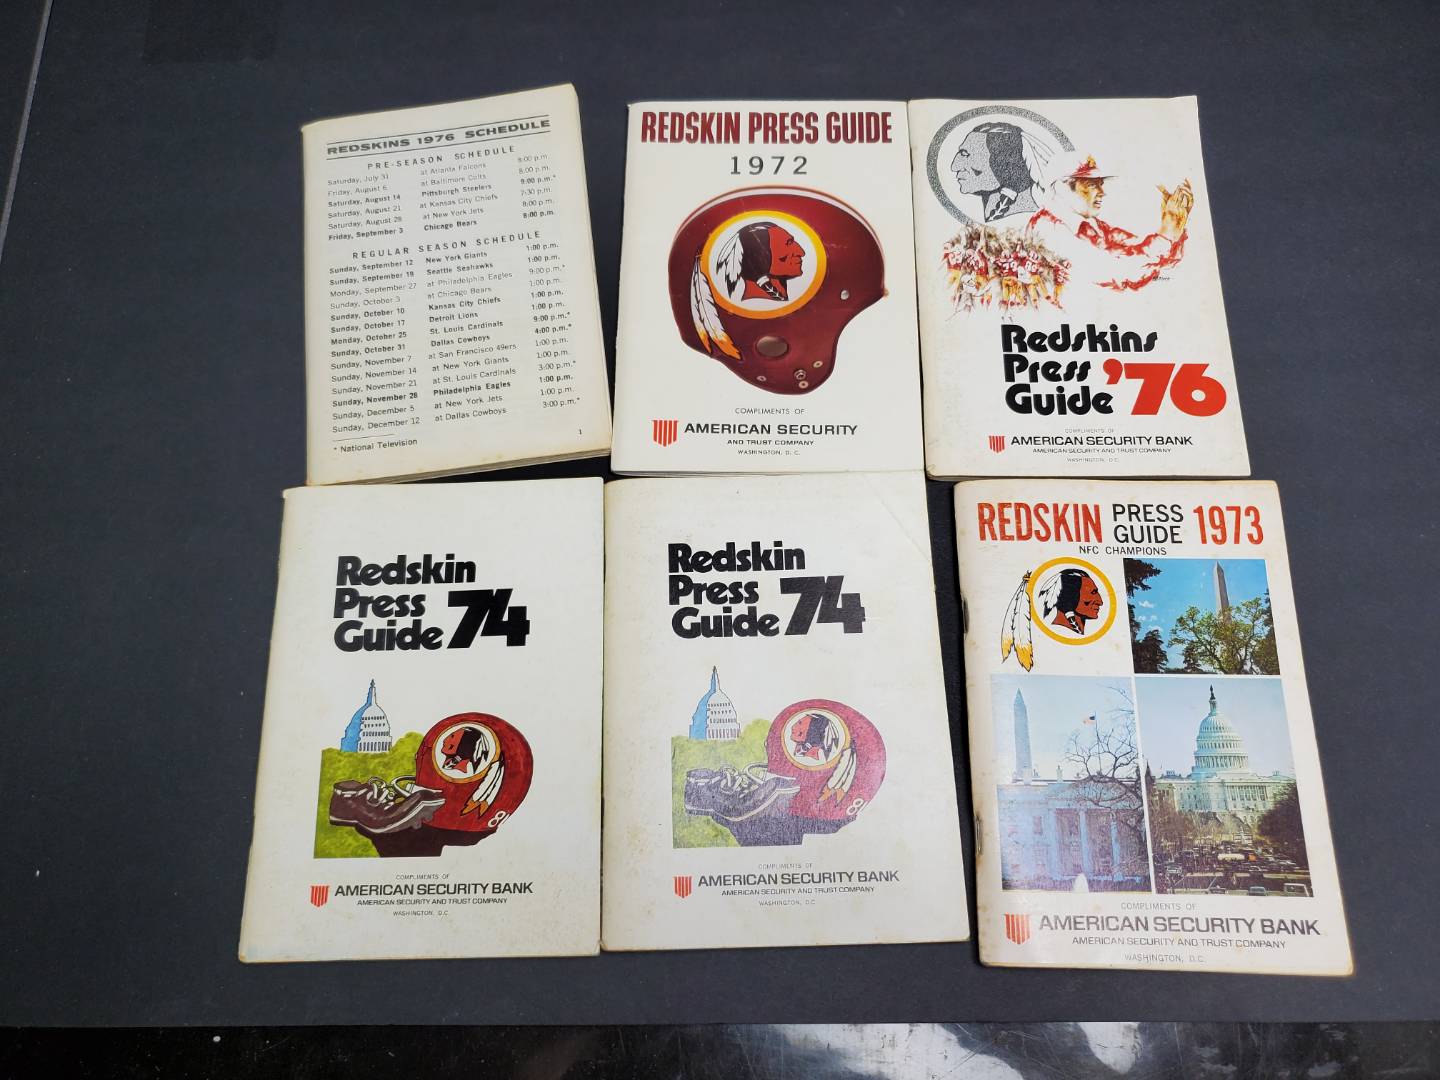 REDSKINS 1976 SCHEDULE
PRE-SEASON SCHEDULE
Saturday, July 31 at Atlanta Falcons 8:00 p.m.
Friday, August 6 at Baltimore Colts 8:00 p.m.
Saturday, August 14 Pittsburgh Steelers 9:00 p.m.*
Saturday, August 21 at Kansas City Chiefs 7:30 p.m.
Saturday, August 28 at New York Jets 8:00 p.m.
Friday, September 3 Chicago Bears 8:00 p.m.
REGULAR SEASON SCHEDULE
Sunday, September 12 New York Giants 1:00 p.m.
Sunday, September 19 Seattle Seahawks 1:00 p.m.
Monday, September 27 at Philadelphia Eagles 9:00 p.m.*
Sunday, October 3 at Chicago Bears 1:00 p.m.
Sunday, October 10 Kansas City Chiefs 1:00 p.m.
Sunday, October 17 Detroit Lions 1:00 p.m.
Monday, October 25 St. Louis Cardinals 9:00 p.m.*
Sunday, October 31 Dallas Cowboys 4:00 p.m.*
Sunday, November 7 at San Francisco 49ers 1:00 p.m.
Sunday, November 14 at New York Giants 1:00 p.m.
Sunday, November 21 at St. Louis Cardinals 3:00 p.m.*
Sunday, November 28 Philadelphia Eagles 1:00 p.m.
Sunday, December 5 at New York Jets 1:00 p.m.
Sunday, December 12 at Dallas Cowboys 3:00 p.m.*
* National Television
1
REDSKIN PRESS GUIDE
1972
COMPLIMENTS OF
AMERICAN SECURITY
AND TRUST COMPANY
WASHINGTON, D. C.
Redskins
Press
Guide '76
COMPLIMENTS OF
AMERICAN SECURITY BANK
AMERICAN SECURITY AND TRUST COMPANY
WASHINGTON, D.C.
Redskin
Press
Guide 74
81
COMPLIMENTS OF
AMERICAN SECURITY BANK
AMERICAN SECURITY AND TRUST COMPANY
WASHINGTON, D.C.
Redskin
Press
Guide 74
81
COMPLIMENTS OF
AMERICAN SECURITY BANK
AMERICAN SECURITY AND TRUST COMPANY
WASHINGTON, D.C.
REDSKIN PRESS GUIDE 1973
NFC CHAMPIONS
COMPLIMENTS OF
AMERICAN SECURITY BANK
AMERICAN SECURITY AND TRUST COMPANY
WASHINGTON, D.C.